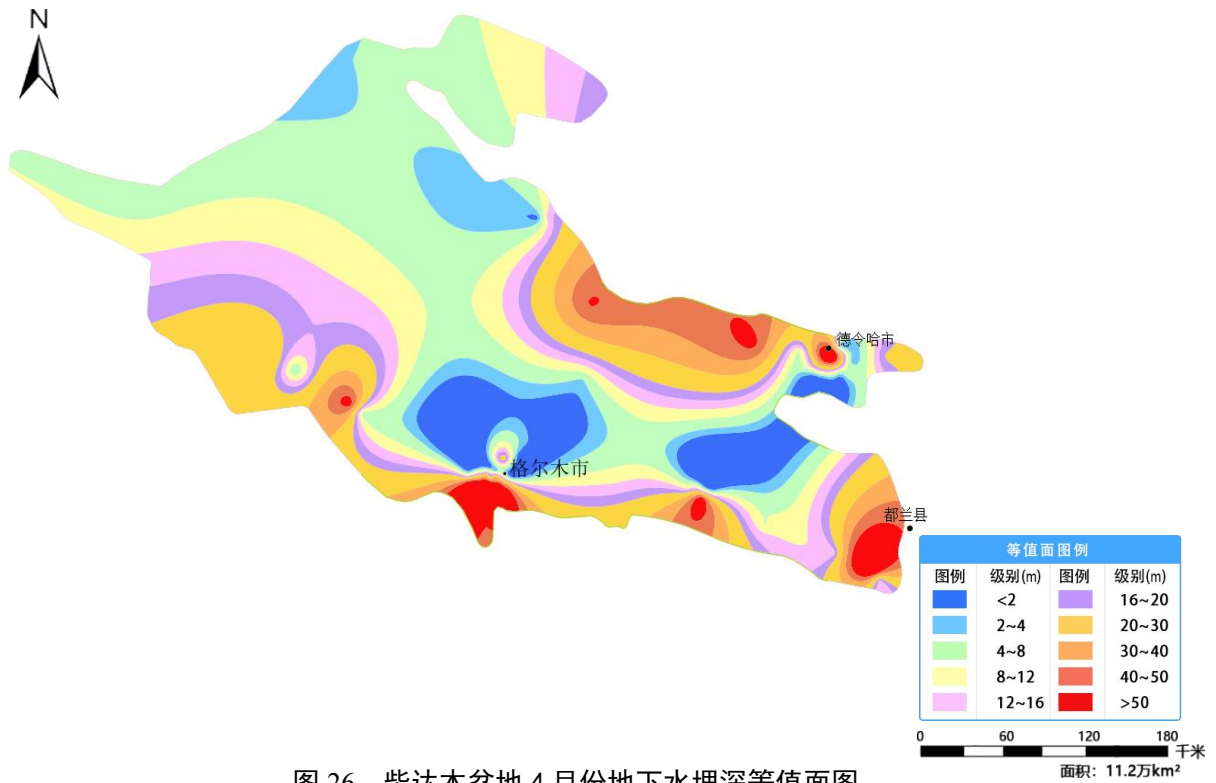 N
德令哈市
格尔木市
都兰县
等值面图例
图例 级别(m) 图例 级别(m)
<2 16~20
2~4 20~30
4~8 30~40
8~12 40~50
12~16 >50
0 60 120 180
千米
面积：11.2万km²
图 26 柴达木盆地 4 月份地下水埋深等值面图